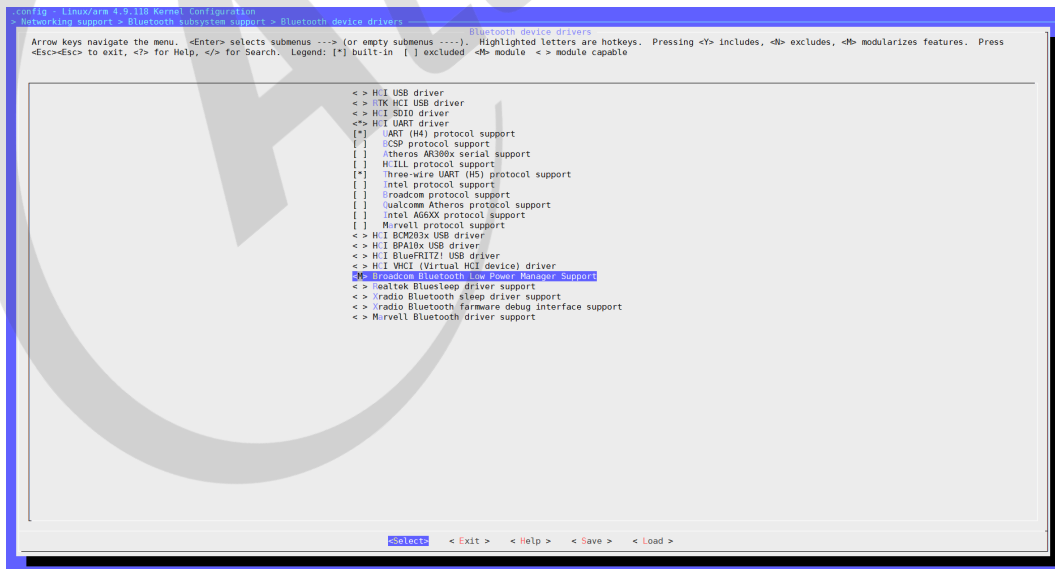 .config - Linux/arm 4.9.118 Kernel Configuration
> Networking support > Bluetooth subsystem support > Bluetooth device drivers
Bluetooth device drivers
Arrow keys navigate the menu.  <Enter> selects submenus ---> (or empty submenus ----).  Highlighted letters are hotkeys.  Pressing <Y> includes, <N> excludes, <M> modularizes features.  Press
<Esc><Esc> to exit, <?> for Help, </> for Search.  Legend: [*] built-in  [ ] excluded  <M> module  < > module capable
< > HCI USB driver
< > RTK HCI USB driver
< > HCI SDIO driver
<*> HCI UART driver
[*]   UART (H4) protocol support
[ ]   BCSP protocol support
[ ]   Atheros AR300x serial support
[ ]   HCILL protocol support
[*]   Three-wire UART (H5) protocol support
[ ]   Intel protocol support
[ ]   Broadcom protocol support
[ ]   Qualcomm Atheros protocol support
[ ]   Intel AG6XX protocol support
[ ]   Marvell protocol support
< > HCI BCM203x USB driver
< > HCI BPA10x USB driver
< > HCI BlueFRITZ! USB driver
< > HCI VHCI (Virtual HCI device) driver
<M> Broadcom Bluetooth Low Power Manager Support
< > Realtek Bluesleep driver support
< > Xradio Bluetooth sleep driver support
< > Xradio Bluetooth farmware debug interface support
< > Marvell Bluetooth driver support
<Select>    < Exit >    < Help >    < Save >    < Load >